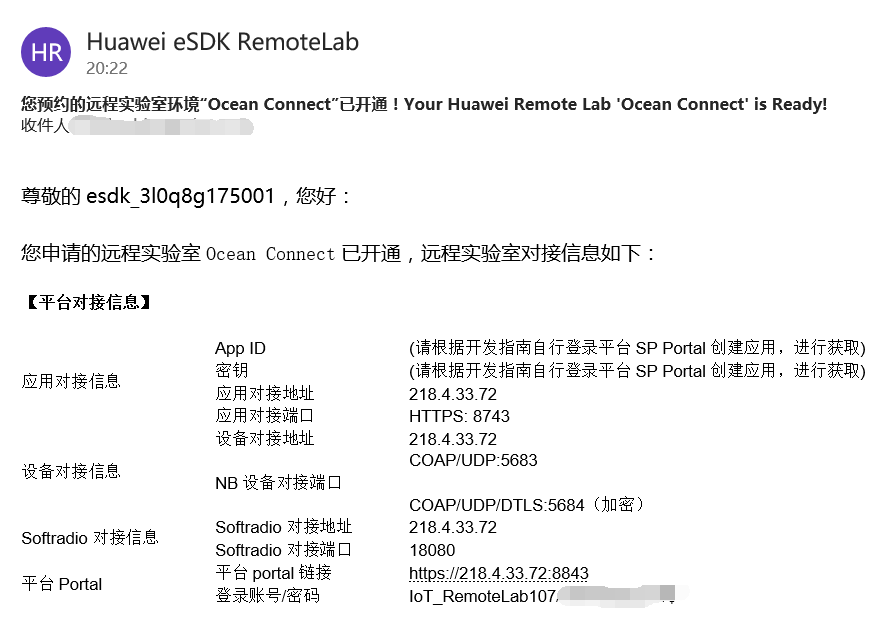 HR
Huawei eSDK RemoteLab
20:22
您预约的远程实验室环境“Ocean Connect”已开通！Your Huawei Remote Lab 'Ocean Connect' is Ready!
收件人
尊敬的 esdk_3l0q8g175001，您好：
您申请的远程实验室 Ocean Connect 已开通，远程实验室对接信息如下：
【平台对接信息】
应用对接信息
App ID (请根据开发指南自行登录平台 SP Portal 创建应用，进行获取)
密钥 (请根据开发指南自行登录平台 SP Portal 创建应用，进行获取)
应用对接地址 218.4.33.72
应用对接端口 HTTPS: 8743
设备对接信息
设备对接地址 218.4.33.72
NB 设备对接端口 COAP/UDP:5683
COAP/UDP/DTLS:5684（加密）
Softradio 对接信息
Softradio 对接地址 218.4.33.72
Softradio 对接端口 18080
平台 Portal
平台 portal 链接 https://218.4.33.72:8843
登录账号/密码 IoT_RemoteLab107